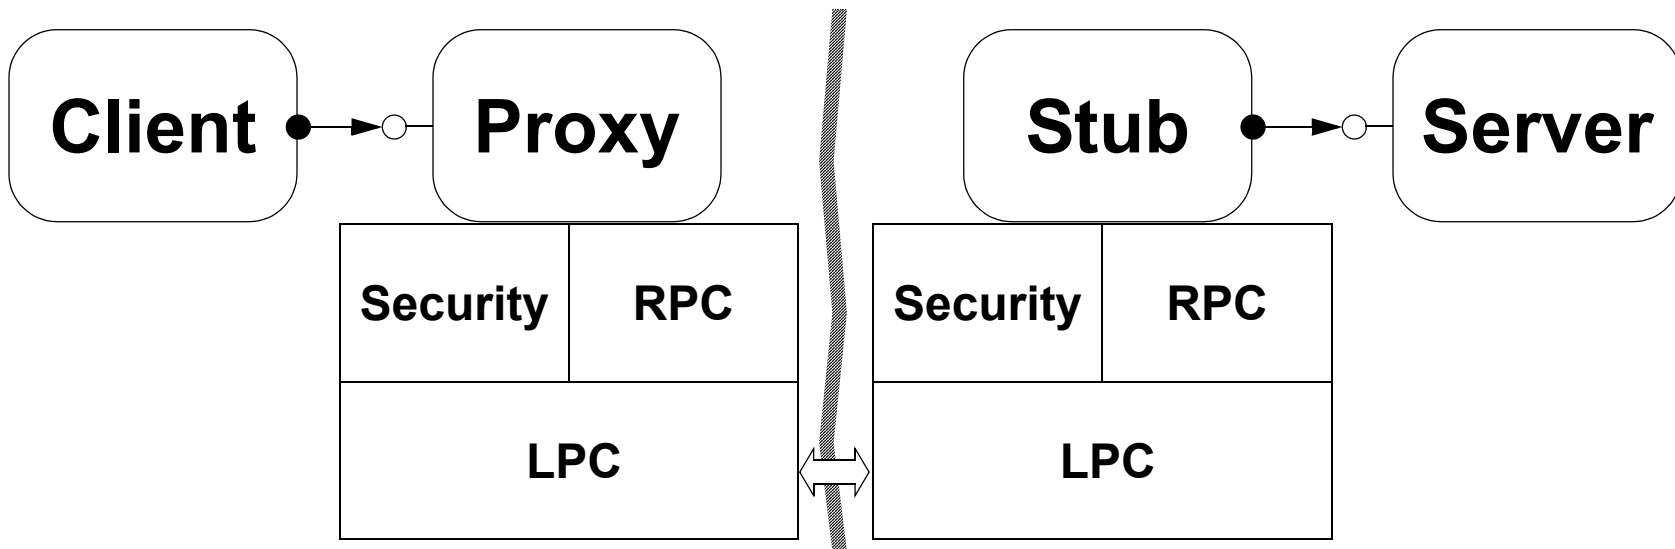 Client Proxy Stub Server
Security RPC Security RPC
LPC LPC